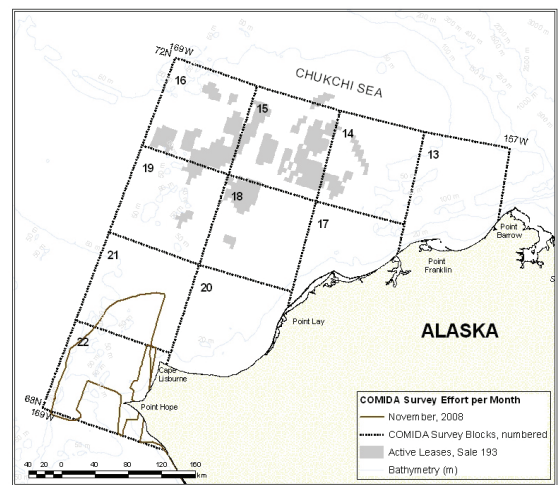 72N
169W
CHUKCHI SEA
16
15
14
13
157W
19
18
17
Point
Barrow
Point
Franklin
21
20
Point Lay
ALASKA
22
Cape
Lisburne
Point Hope
68N
169W
COMIDA Survey Effort per Month
November, 2008
COMIDA Survey Blocks, numbered
Active Leases, Sale 193
Bathymetry (m)
40 20 0 40 80 120 160
km